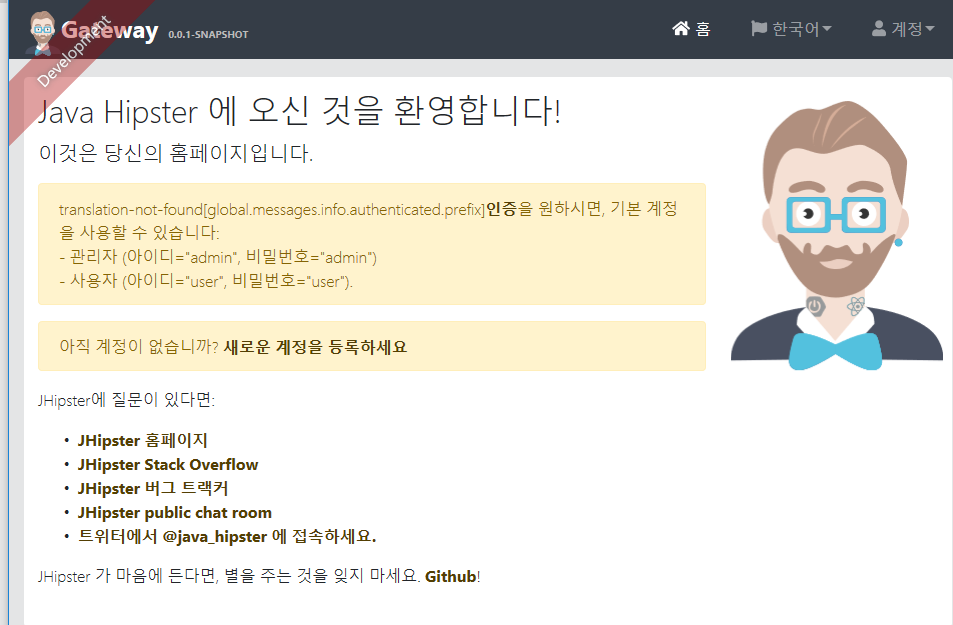 Gateway 0.0.1-SNAPSHOT 홈 한국어 계정
Development
Java Hipster 에 오신 것을 환영합니다!
이것은 당신의 홈페이지입니다.
translation-not-found[global.messages.info.authenticated.prefix]인증을 원하시면, 기본 계정
을 사용할 수 있습니다:
- 관리자 (아이디="admin", 비밀번호="admin")
- 사용자 (아이디="user", 비밀번호="user").
아직 계정이 없습니까? 새로운 계정을 등록하세요
JHipster에 질문이 있다면:
• JHipster 홈페이지
• JHipster Stack Overflow
• JHipster 버그 트랙커
• JHipster public chat room
• 트위터에서 @java_hipster 에 접속하세요.
JHipster 가 마음에 든다면, 별을 주는 것을 잊지 마세요. Github!